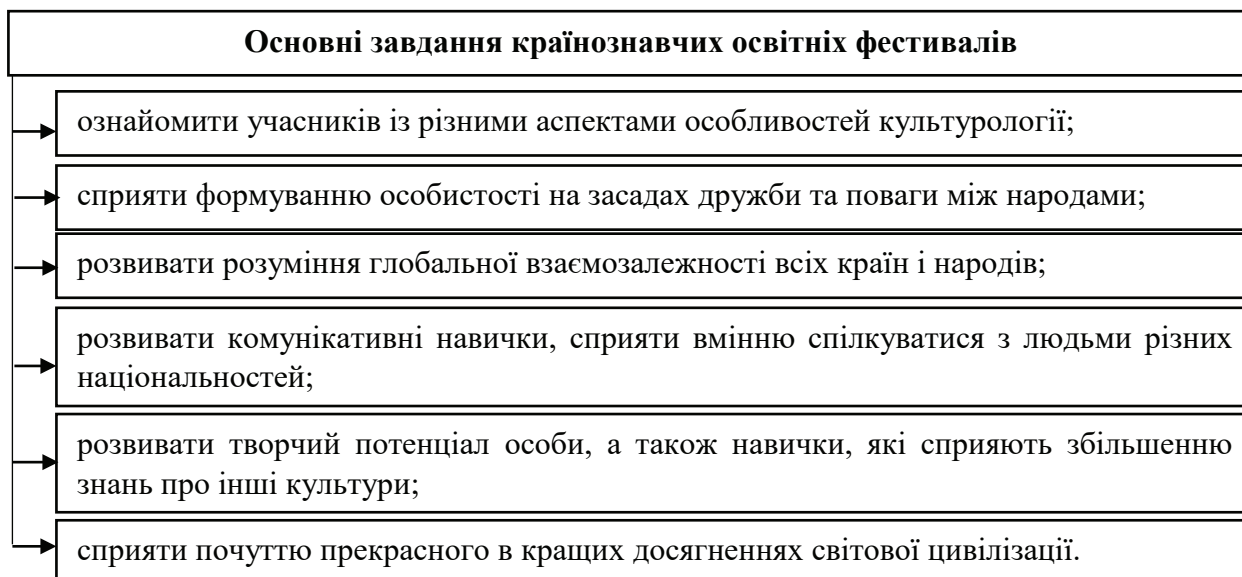 Основні завдання країнознавчих освітніх фестивалів
ознайомити учасників із різними аспектами особливостей культурології;
сприяти формуванню особистості на засадах дружби та поваги між народами;
розвивати розуміння глобальної взаємозалежності всіх країн і народів;
розвивати комунікативні навички, сприяти вмінню спілкуватися з людьми різних
національностей;
розвивати творчий потенціал особи, а також навички, які сприяють збільшенню
знань про інші культури;
сприяти почуттю прекрасного в кращих досягненнях світової цивілізації.